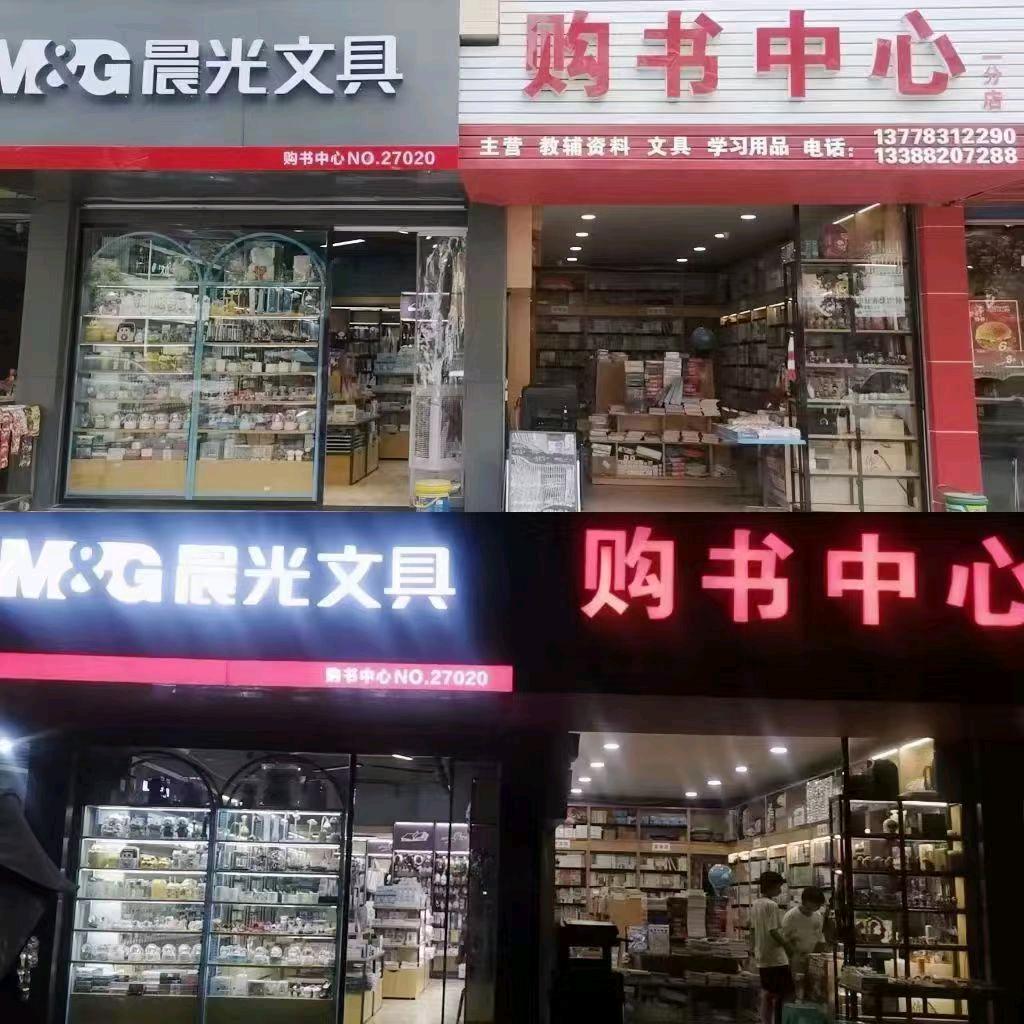 M&G晨光文具
购书中心NO.27020
购书中心
一分店
主营 教辅资料 文具 学习用品 电话：
13778312290
13388207288
M&G晨光文具
购书中心NO.27020
购书中心